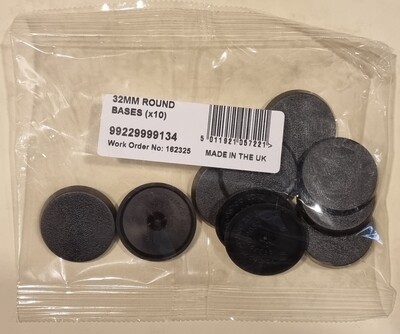 32MM ROUND
BASES (x10)
99229999134
Work Order No: 162325
5 011921 057221 >
MADE IN THE UK